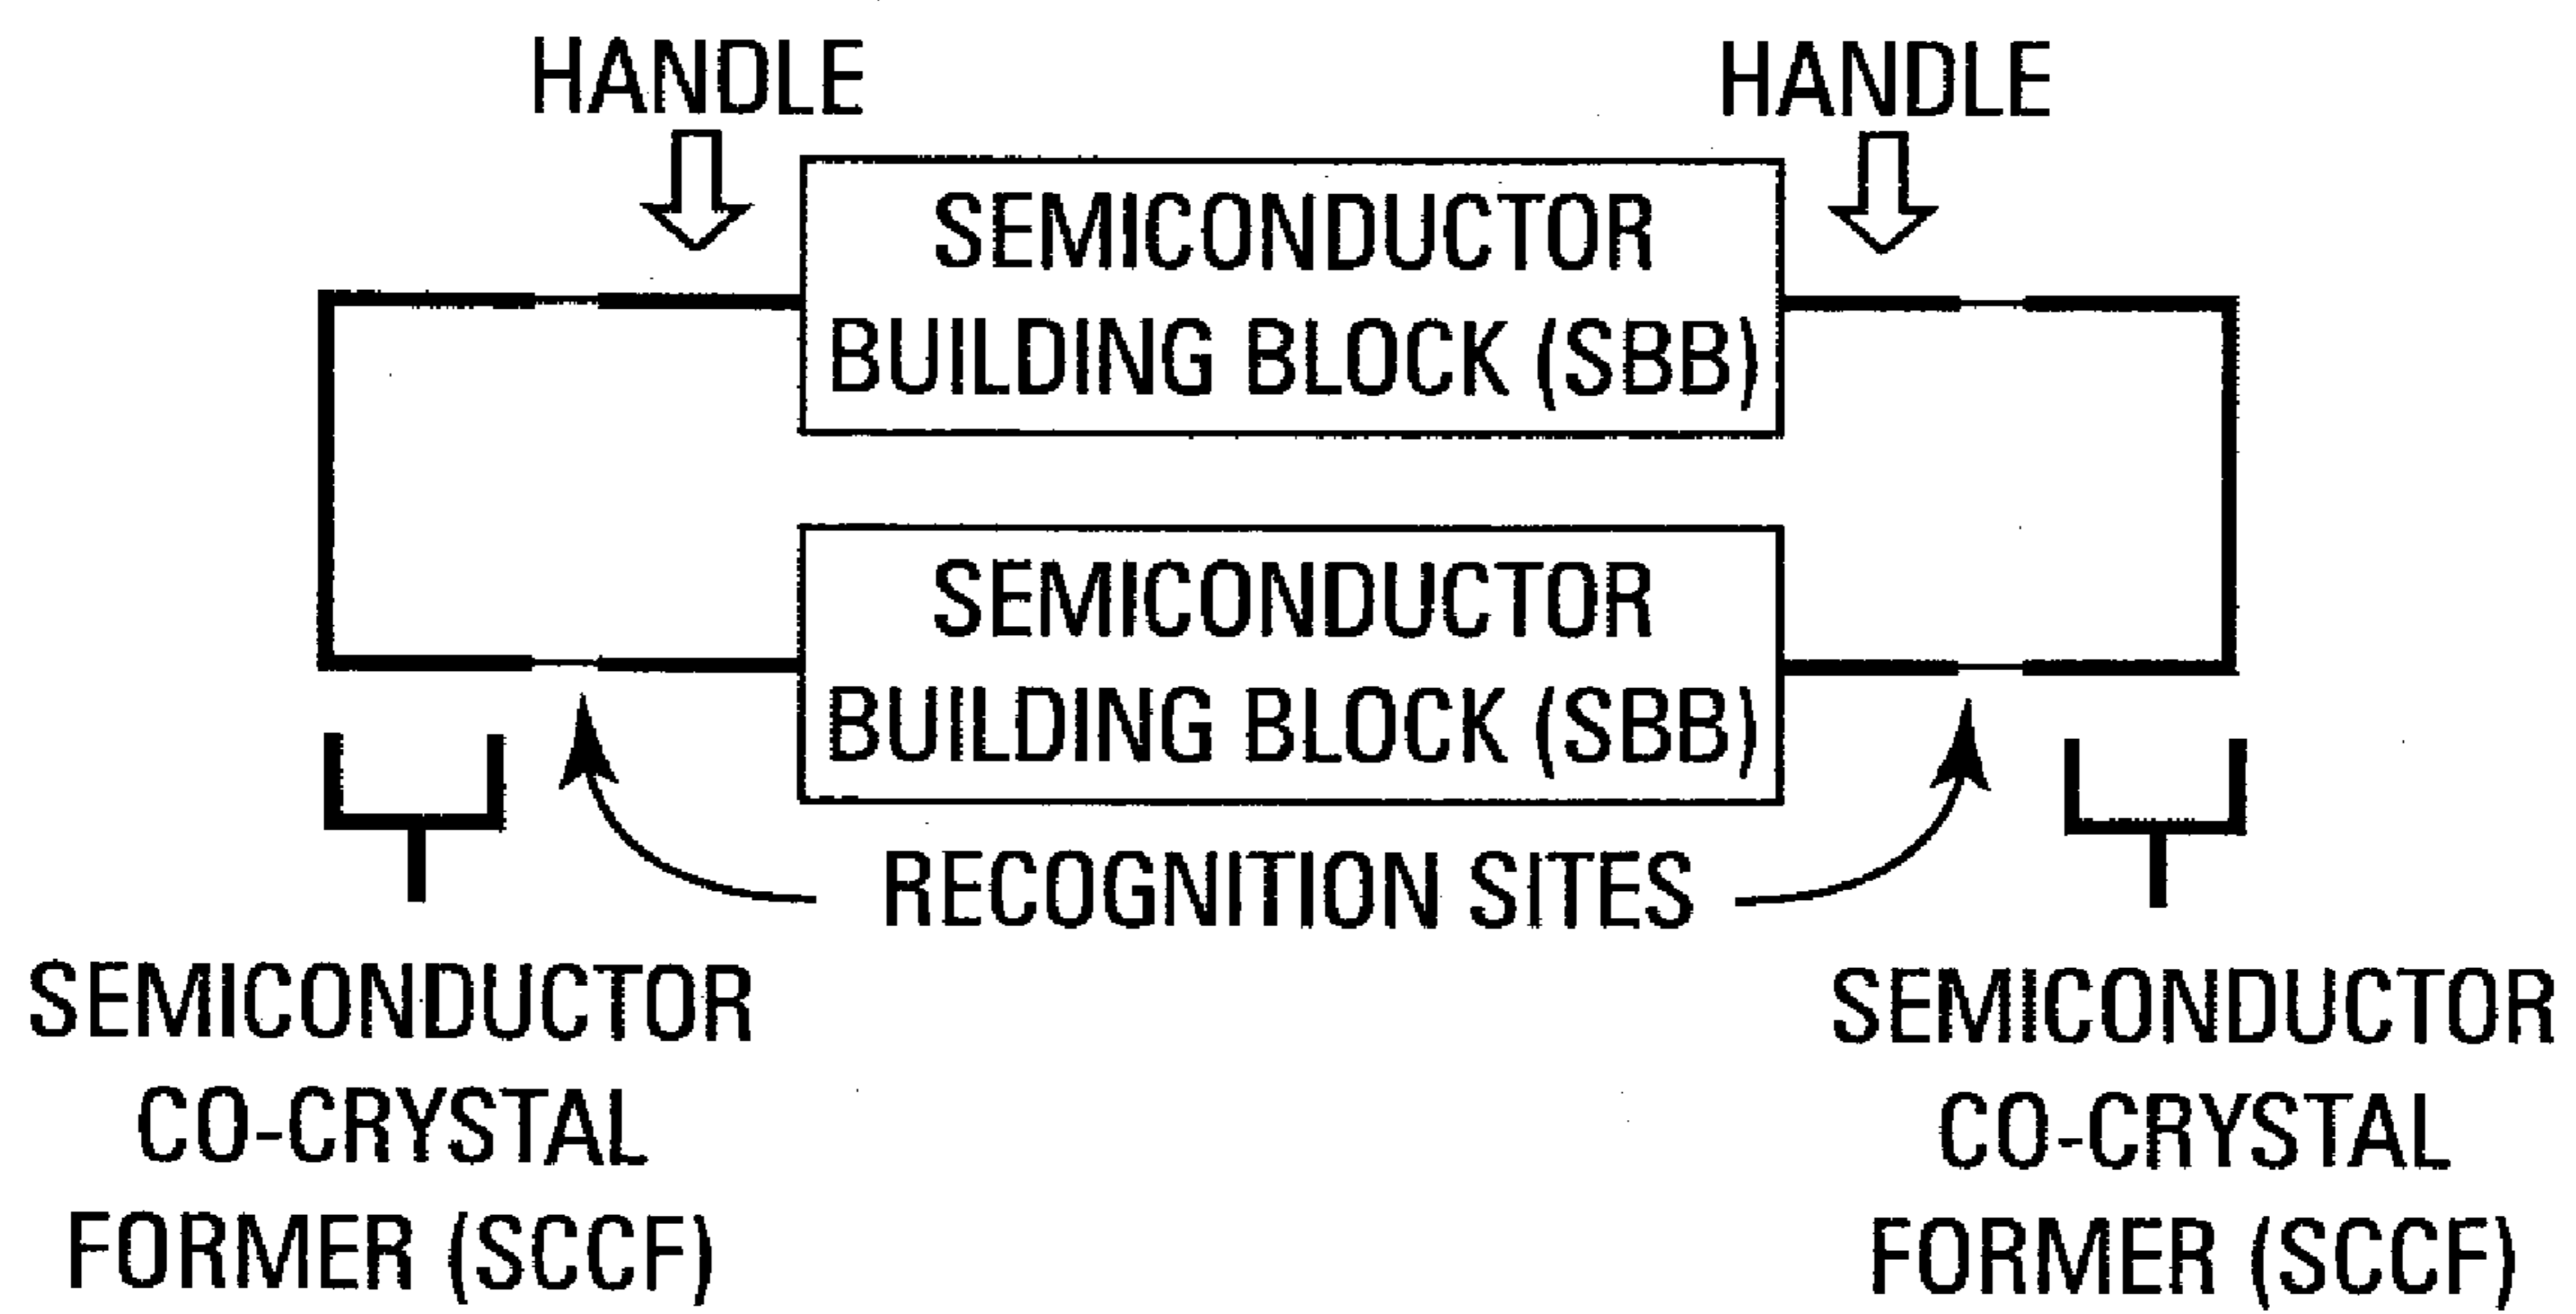 HANDLE
HANDLE
SEMICONDUCTOR
BUILDING BLOCK (SBB)
SEMICONDUCTOR
BUILDING BLOCK (SBB)
RECOGNITION SITES
SEMICONDUCTOR
CO-CRYSTAL
FORMER (SCCF)
SEMICONDUCTOR
CO-CRYSTAL
FORMER (SCCF)